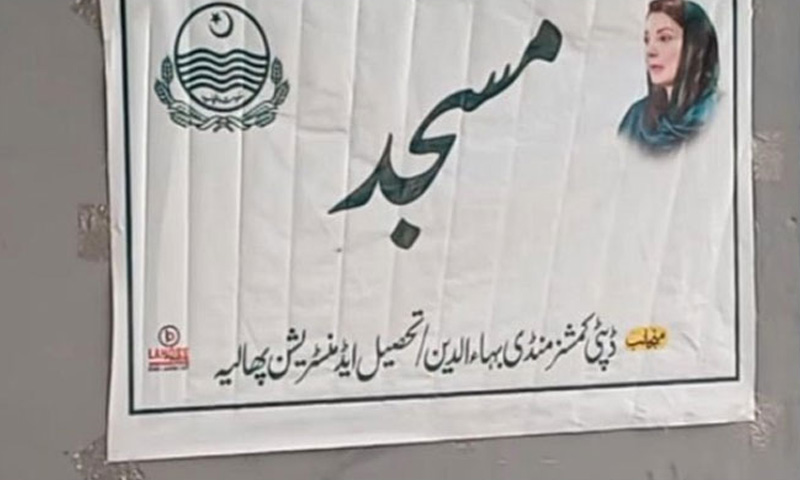 مسجد
منجانب ڈپٹی کمشنر منڈی بہاءالدین/تحصیل ایڈمنسٹریشن پھالیہ